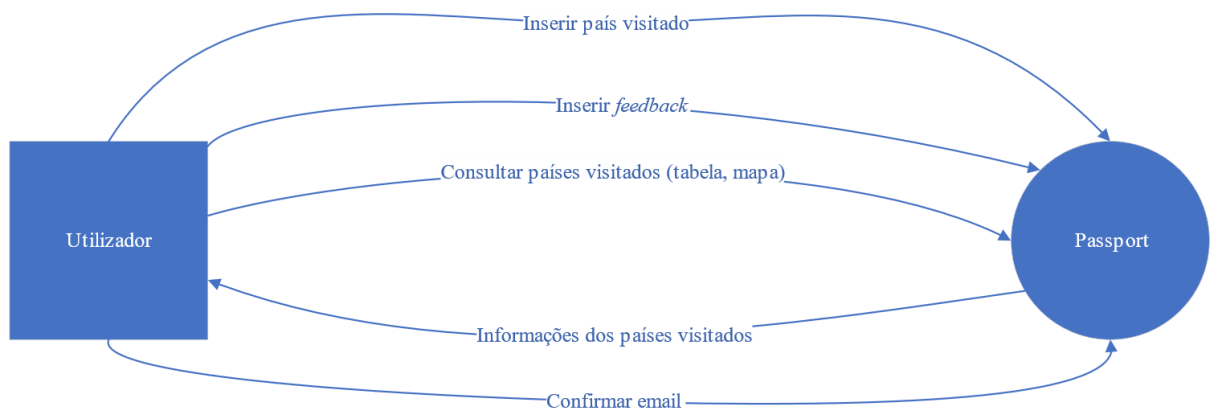 Inserir país visitado
Inserir feedback
Consultar países visitados (tabela, mapa)
Utilizador
Passport
Informações dos países visitados
Confirmar email